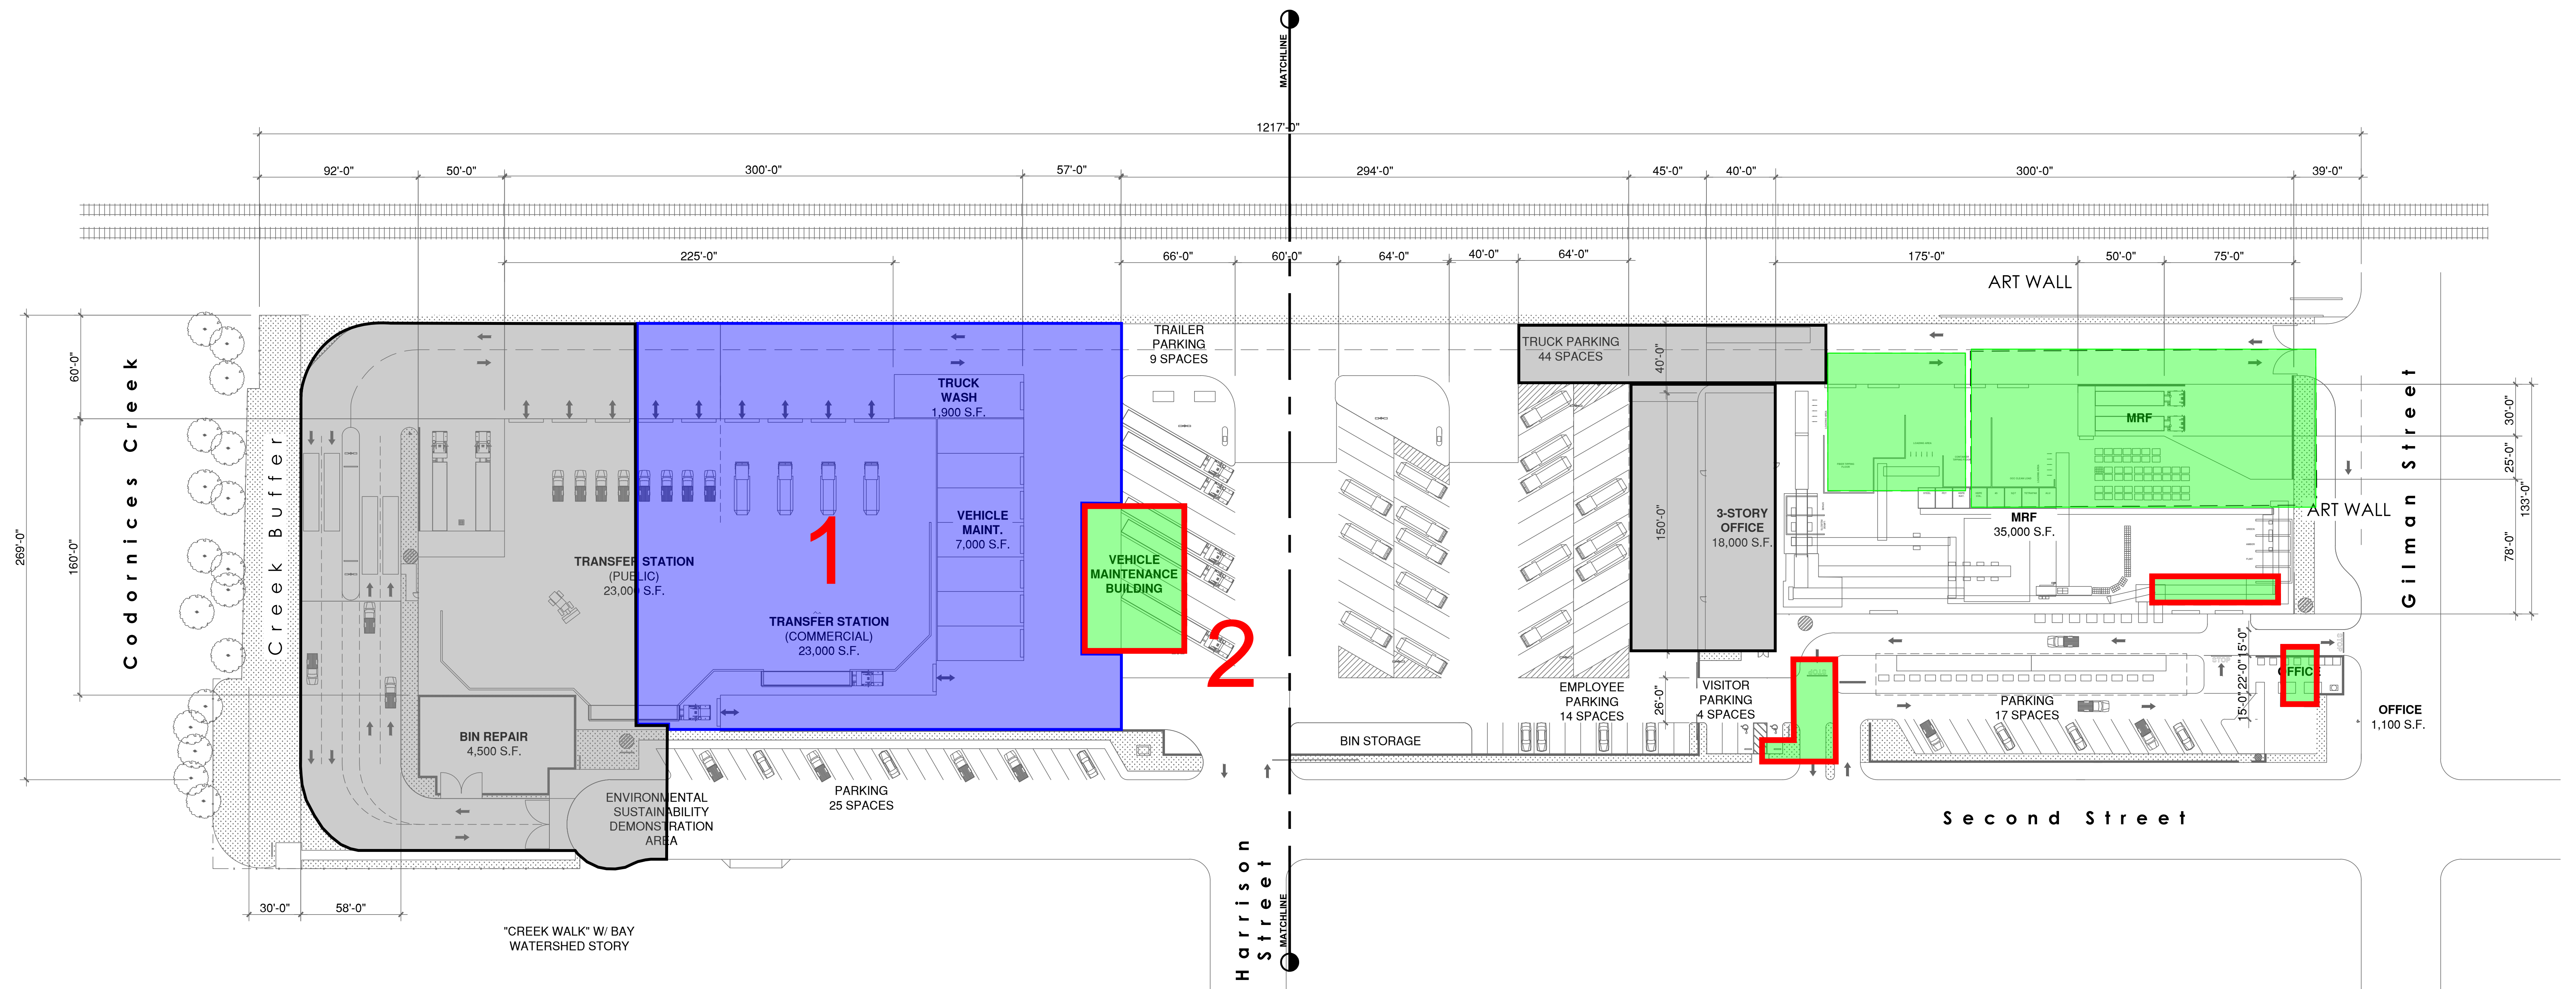 MATCHLINE
1217'-0"
92'-0"
50'-0"
300'-0"
57'-0"
294'-0"
45'-0"
40'-0"
300'-0"
39'-0"
225'-0"
66'-0"
60'-0"
64'-0"
40'-0"
64'-0"
175'-0"
50'-0"
75'-0"
ART WALL
269'-0"
60'-0"
160'-0"
Codornices Creek
Creek Buffer
TRUCK
WASH
1,900 S.F.
VEHICLE
MAINT.
7,000 S.F.
TRANSFER STATION
(PUBLIC)
23,000 S.F.
1
TRANSFER STATION
(COMMERCIAL)
23,000 S.F.
BIN REPAIR
4,500 S.F.
ENVIRONMENTAL
SUSTAINABILITY
DEMONSTRATION
AREA
PARKING
25 SPACES
30'-0"
58'-0"
"CREEK WALK" W/ BAY
WATERSHED STORY
TRAILER
PARKING
9 SPACES
VEHICLE
MAINTENANCE
BUILDING
2
Harrison
Street
MATCHLINE
BIN STORAGE
TRUCK PARKING
44 SPACES
40'-0"
150'-0"
3-STORY
OFFICE
18,000 S.F.
EMPLOYEE
PARKING
14 SPACES
26'-0"
VISITOR
PARKING
4 SPACES
MRF
MRF
35,000 S.F.
ART WALL
Gilman Street
30'-0"
25'-0"
78'-0"
133'-0"
15'-0"
22'-0"
15'-0"
OFFICE
PARKING
17 SPACES
OFFICE
1,100 S.F.
Second Street